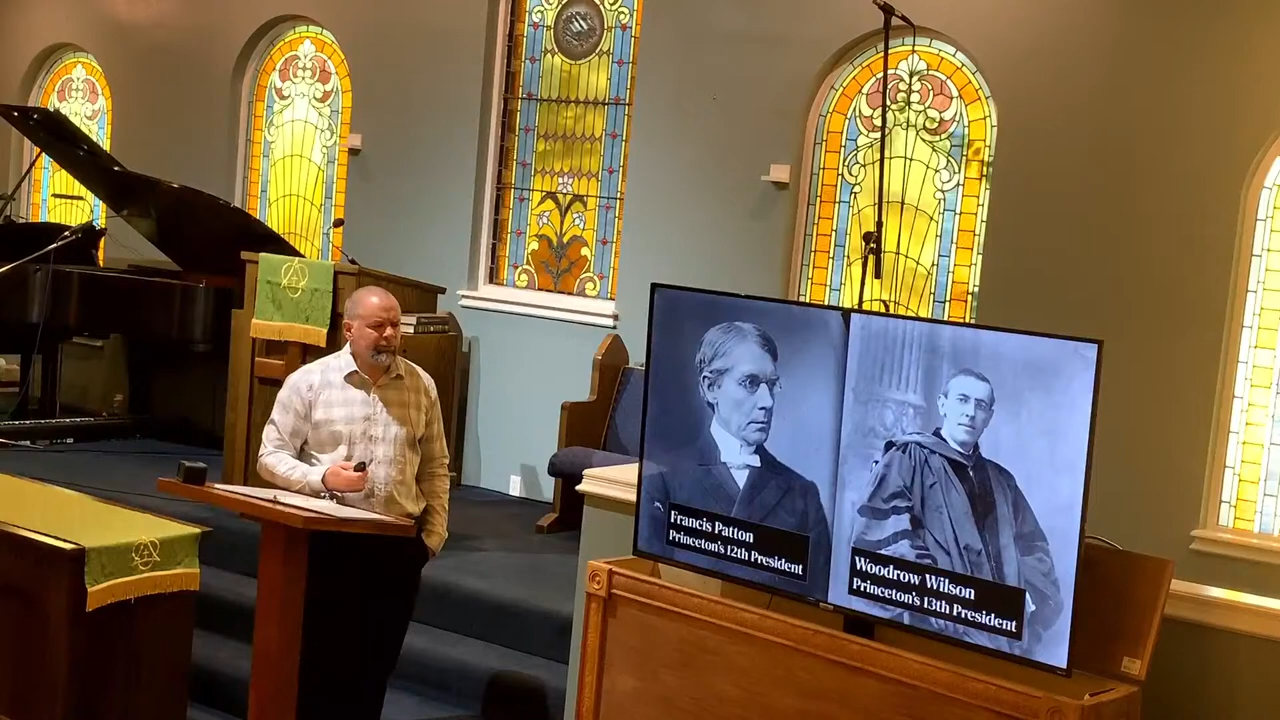 Francis Patton
Princeton's 12th President
Woodrow Wilson
Princeton's 13th President